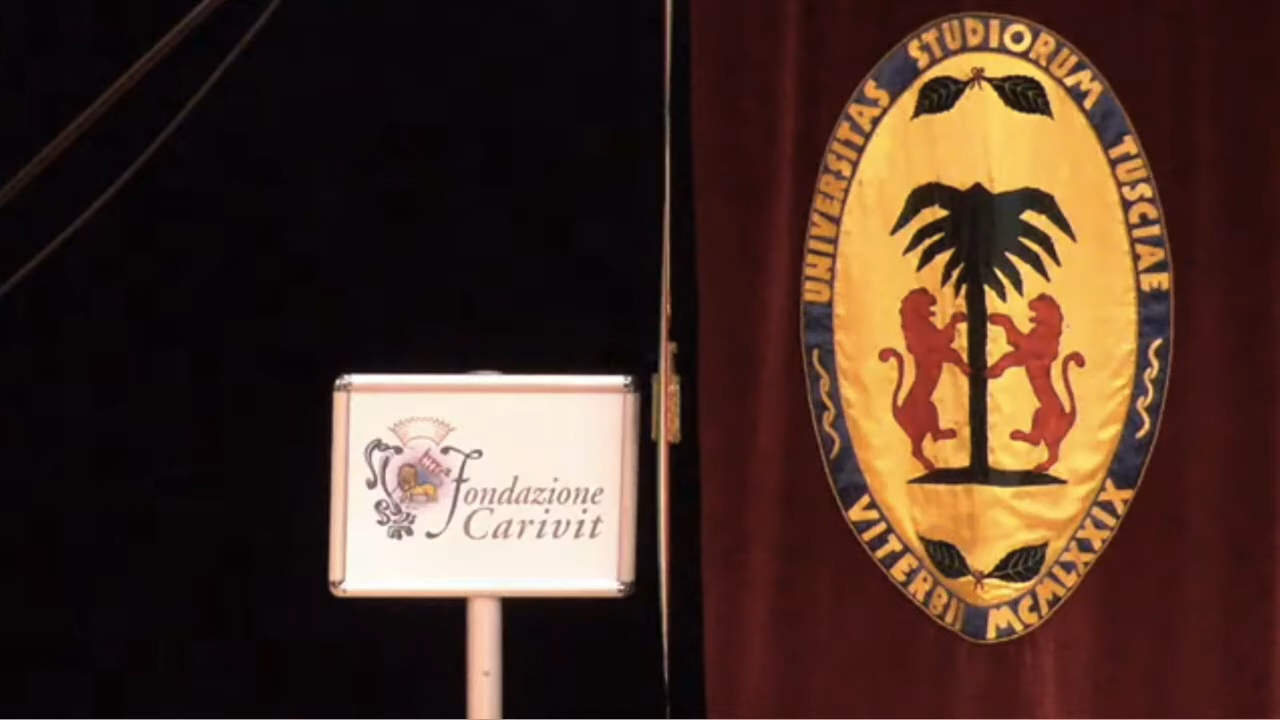 Fondazione
Carivit
UNIVERSITAS STUDIORUM TUSCIAE
VITERBII MCMLXXIX